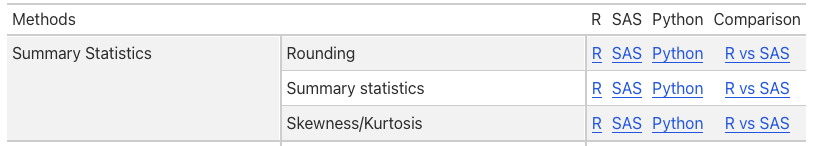 Methods R SAS Python Comparison
Summary Statistics Rounding R SAS Python R vs SAS
Summary statistics R SAS Python R vs SAS
Skewness/Kurtosis R SAS Python R vs SAS